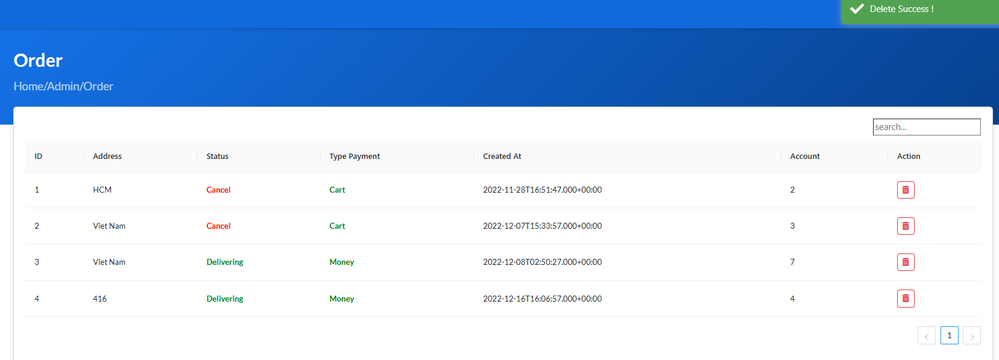 Delete Success !
Order
Home/Admin/Order
search...
ID Address Status Type Payment Created At Account Action
1 HCM Cancel Cart 2022-11-28T16:51:47.000+00:00 2
2 Viet Nam Cancel Cart 2022-12-07T15:33:57.000+00:00 3
3 Viet Nam Delivering Money 2022-12-08T02:50:27.000+00:00 7
4 416 Delivering Money 2022-12-16T16:06:57.000+00:00 4
< 1 >